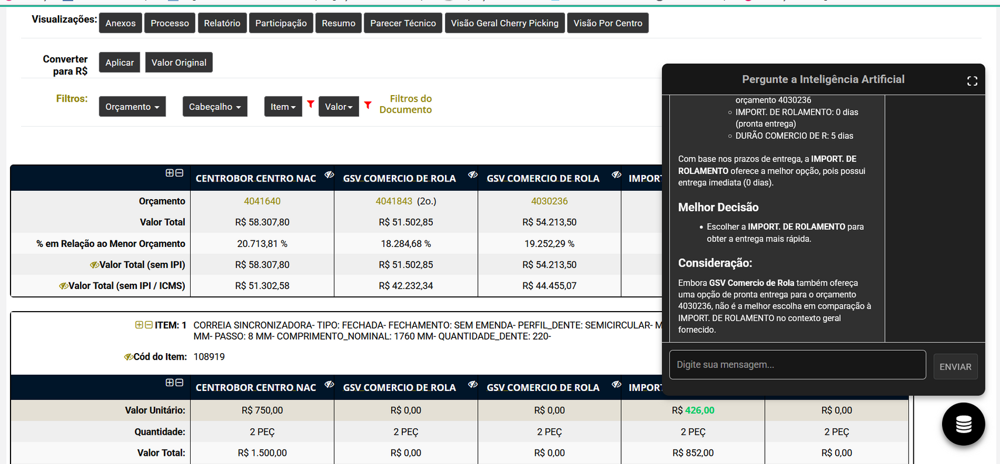 Visualizações:
Anexos
Processo
Relatório
Participação
Resumo
Parecer Técnico
Visão Geral Cherry Picking
Visão Por Centro
Converter
para R$
Aplicar
Valor Original
Filtros:
Orçamento
Cabeçalho
Item
Valor
Filtros do
Documento
CENTROBOR CENTRO NAC
GSV COMERCIO DE ROLA
GSV COMERCIO DE ROLA
IMPORT
Orçamento
4041640
4041843 (2o.)
4030236
Valor Total
R$ 58.307,80
R$ 51.502,85
R$ 54.213,50
% em Relação ao Menor Orçamento
20.713,81 %
18.284,68 %
19.252,29 %
Valor Total (sem IPI)
R$ 58.307,80
R$ 51.502,85
R$ 54.213,50
Valor Total (sem IPI / ICMS)
R$ 51.302,58
R$ 42.232,34
R$ 44.455,07
ITEM: 1
CORREIA SINCRONIZADORA- TIPO: FECHADA- FECHAMENTO: SEM EMENDA- PERFIL_DENTE: SEMICIRCULAR- M
MM- PASSO: 8 MM- COMPRIMENTO_NOMINAL: 1760 MM- QUANTIDADE_DENTE: 220-
Cód do Item:
108919
CENTROBOR CENTRO NAC
GSV COMERCIO DE ROLA
GSV COMERCIO DE ROLA
IMPORT
Valor Unitário:
R$ 750,00
R$ 0,00
R$ 0,00
R$ 426,00
R$ 0,00
Quantidade:
2 PEÇ
2 PEÇ
2 PEÇ
2 PEÇ
2 PEÇ
Valor Total:
R$ 1.500,00
R$ 0,00
R$ 0,00
R$ 852,00
R$ 0,00
Pergunte a Inteligência Artificial
orçamento 4030236
IMPORT. DE ROLAMENTO: 0 dias
(pronta entrega)
DURÃO COMERCIO DE R: 5 dias
Com base nos prazos de entrega, a IMPORT. DE
ROLAMENTO oferece a melhor opção, pois possui
entrega imediata (0 dias).
Melhor Decisão
Escolher a IMPORT. DE ROLAMENTO para
obter a entrega mais rápida.
Consideração:
Embora GSV Comercio de Rola também ofereça
uma opção de pronta entrega para o orçamento
4030236, não é a melhor escolha em comparação à
IMPORT. DE ROLAMENTO no contexto geral
fornecido.
Digite sua mensagem...
ENVIAR